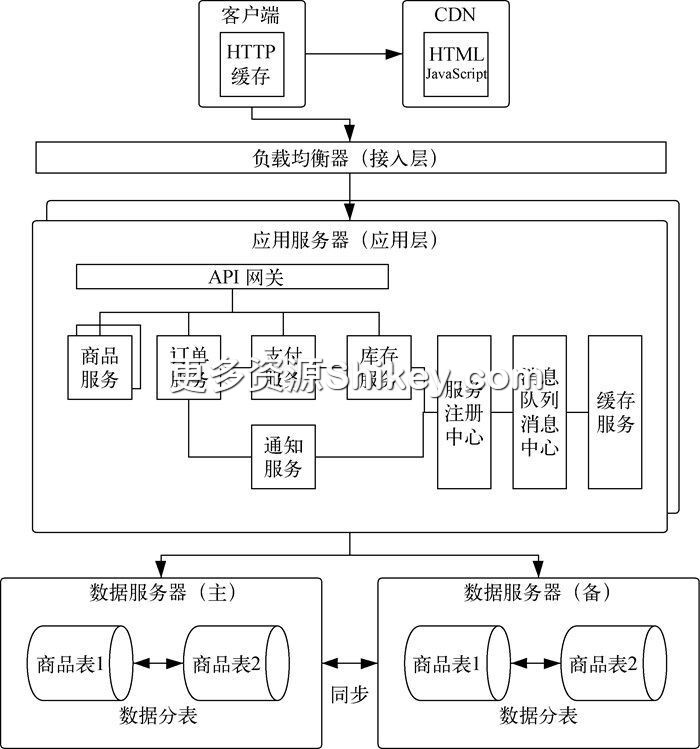 客户端
CDN
HTTP
缓存
HTML
JavaScript
负载均衡器（接入层）
应用服务器（应用层）
API 网关
商品
服务
订单
服务
支付
服务
库存
服务
服务
注册
中心
消息
队列
消息
中心
缓存
服务
更多资源Shikey.com
通知
服务
数据服务器（主）
数据服务器（备）
商品表1
商品表2
商品表1
商品表2
同步
数据分表
数据分表